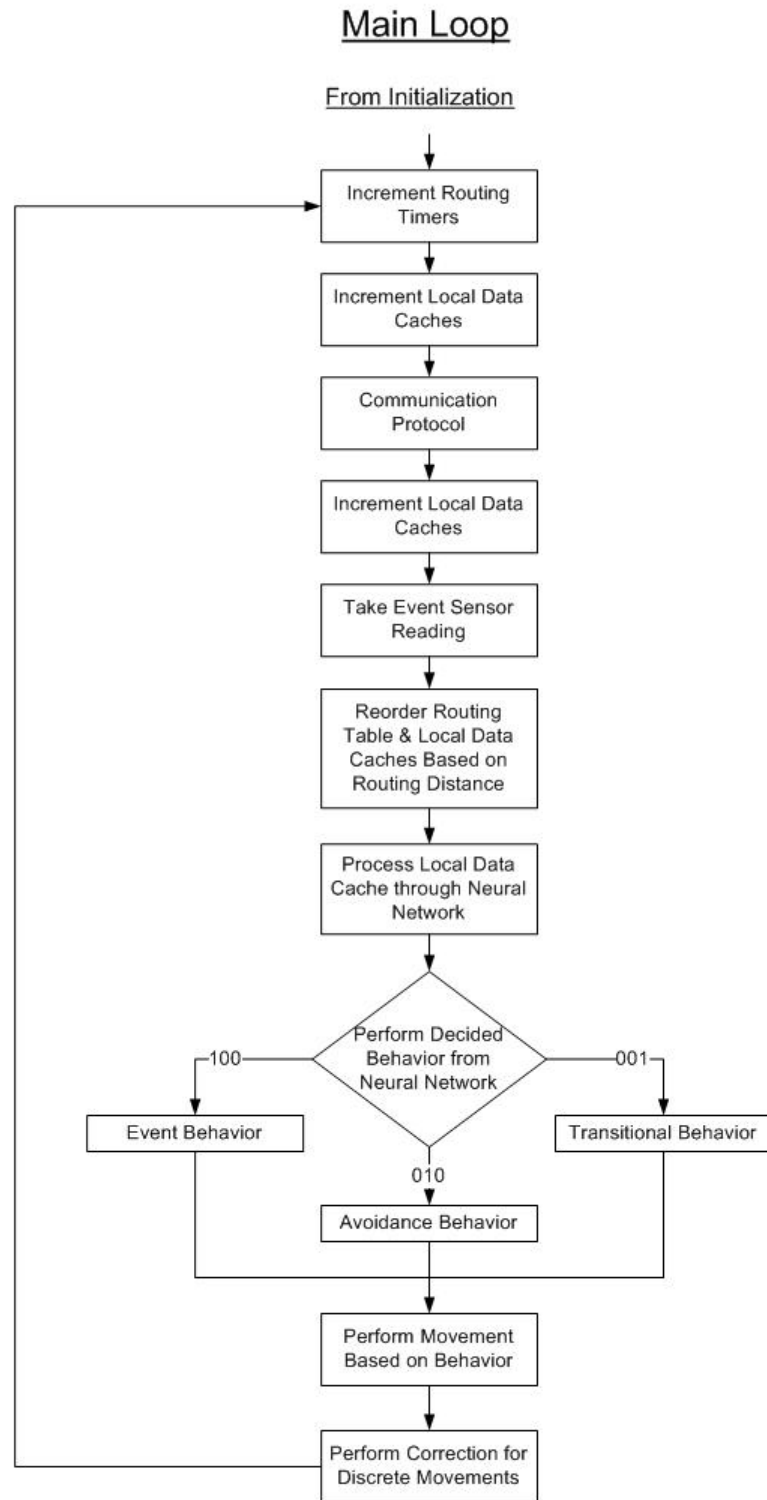 Main Loop
From Initialization
Increment Routing
Timers
Increment Local Data
Caches
Communication
Protocol
Increment Local Data
Caches
Take Event Sensor
Reading
Reorder Routing
Table & Local Data
Caches Based on
Routing Distance
Process Local Data
Cache through Neural
Network
Perform Decided
Behavior from
Neural Network
100
001
Event Behavior
Transitional Behavior
010
Avoidance Behavior
Perform Movement
Based on Behavior
Perform Correction for
Discrete Movements